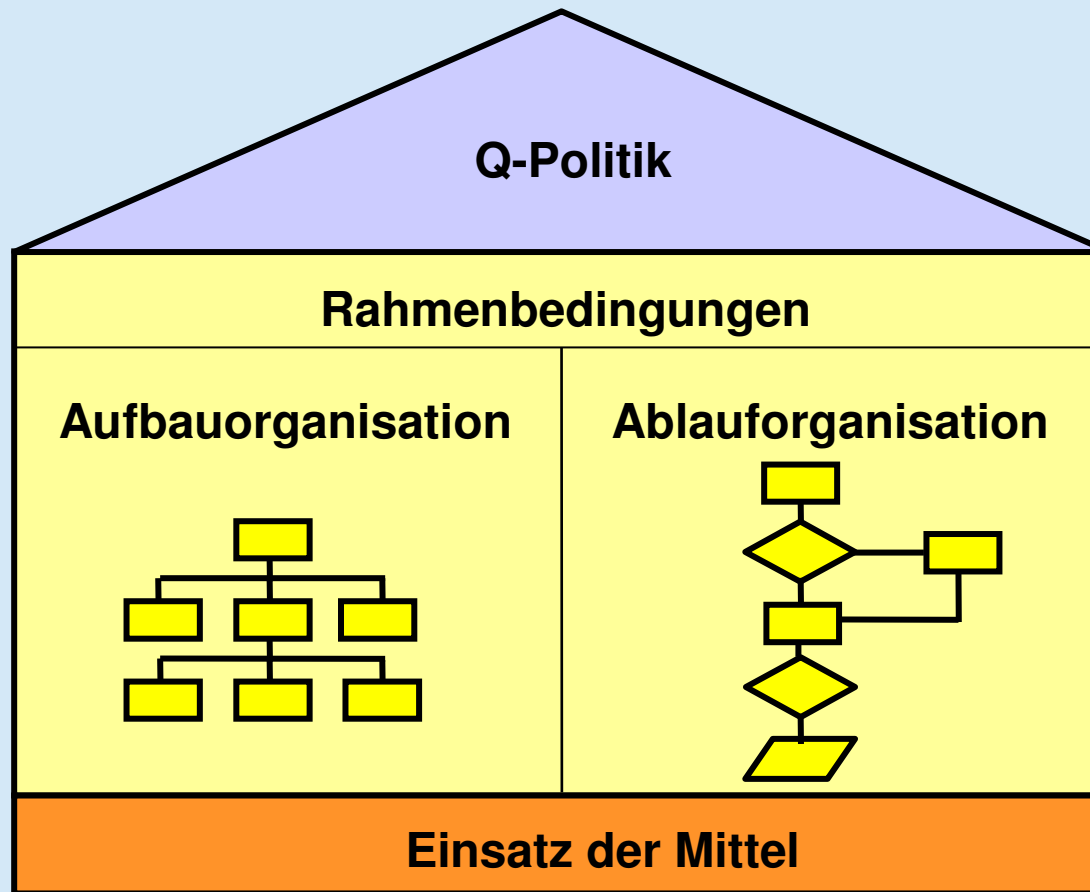 Q-Politik
Rahmenbedingungen
Aufbauorganisation
Ablauforganisation
Einsatz der Mittel